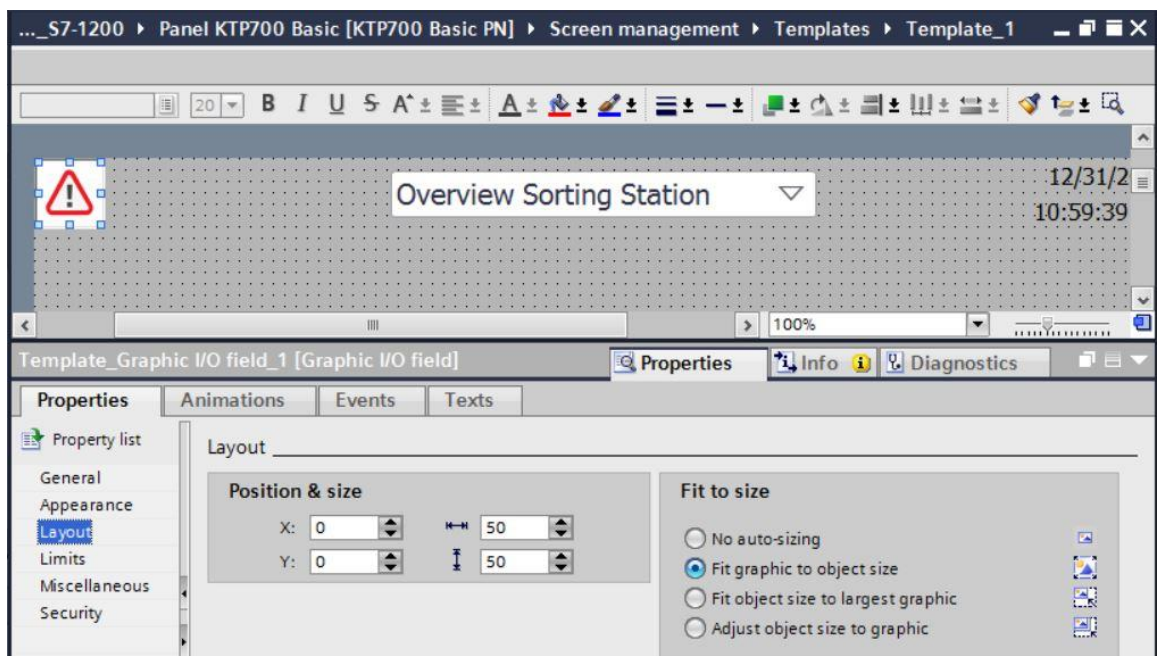 ..._S7-1200 ▸ Panel KTP700 Basic [KTP700 Basic PN] ▸ Screen management ▸ Templates ▸ Template_1
20 B I U S A A
Overview Sorting Station
12/31/2
10:59:39
100%
Template_Graphic I/O field_1 [Graphic I/O field]
Properties Info Diagnostics
Properties Animations Events Texts
Property list
General
Appearance
Layout
Limits
Miscellaneous
Security
Layout
Position & size
X: 0 50
Y: 0 50
Fit to size
No auto-sizing
Fit graphic to object size
Fit object size to largest graphic
Adjust object size to graphic